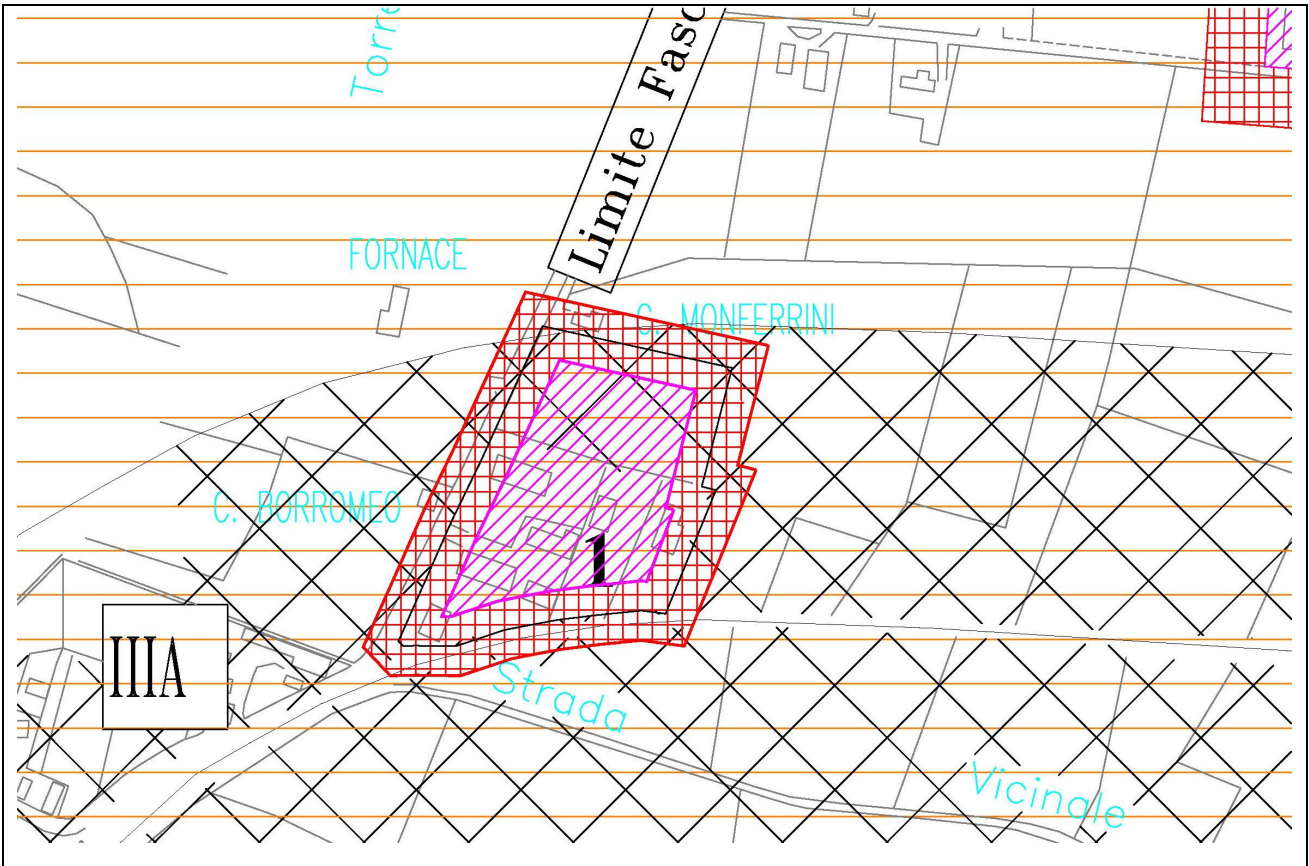 Torre
Limite Fasc
FORNACE
C. MONFERRINI
C. BORROMEO
1
IIIA
Strada
Vicinale